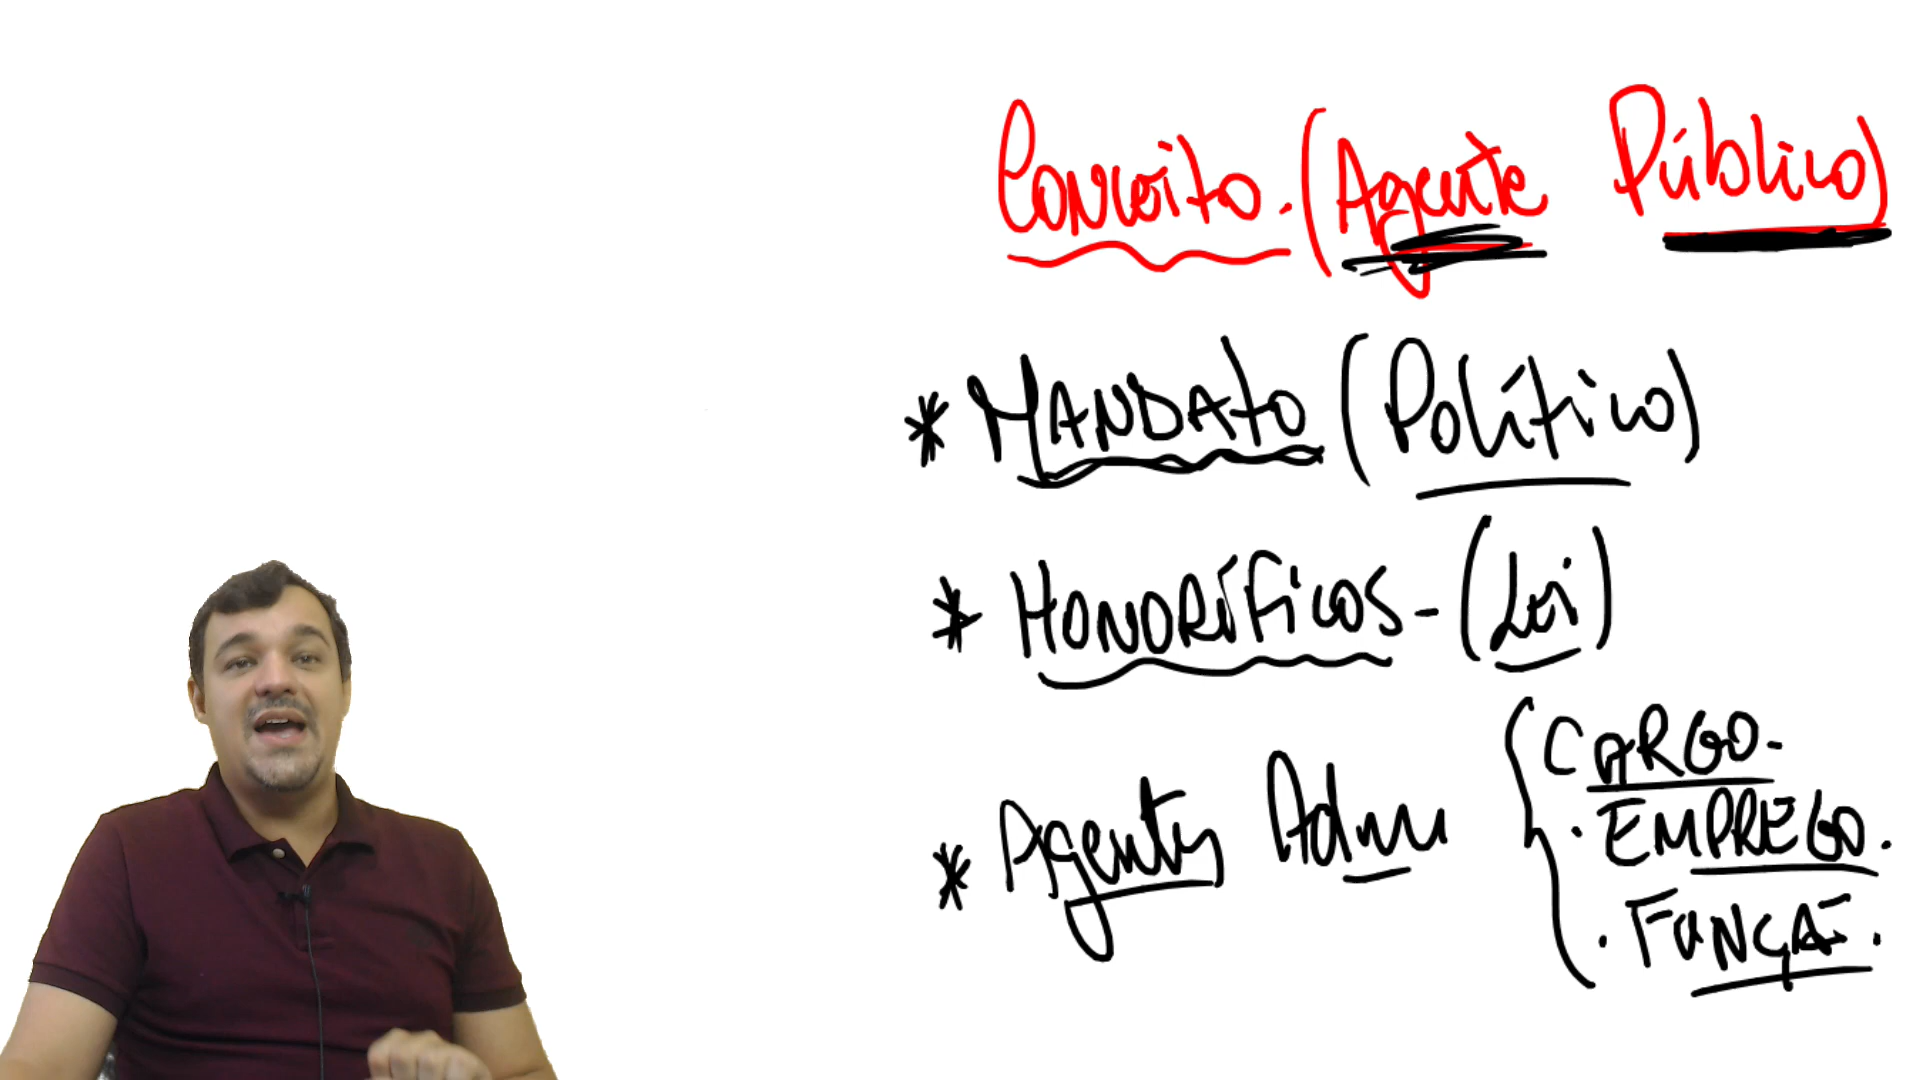 Conceito. (Agente Público)
* MANDATO (Político)
* HONORÍFICOS - (Lei)
* Agentes Adm { CARGO.
· EMPREGO.
· FUNÇÃO.